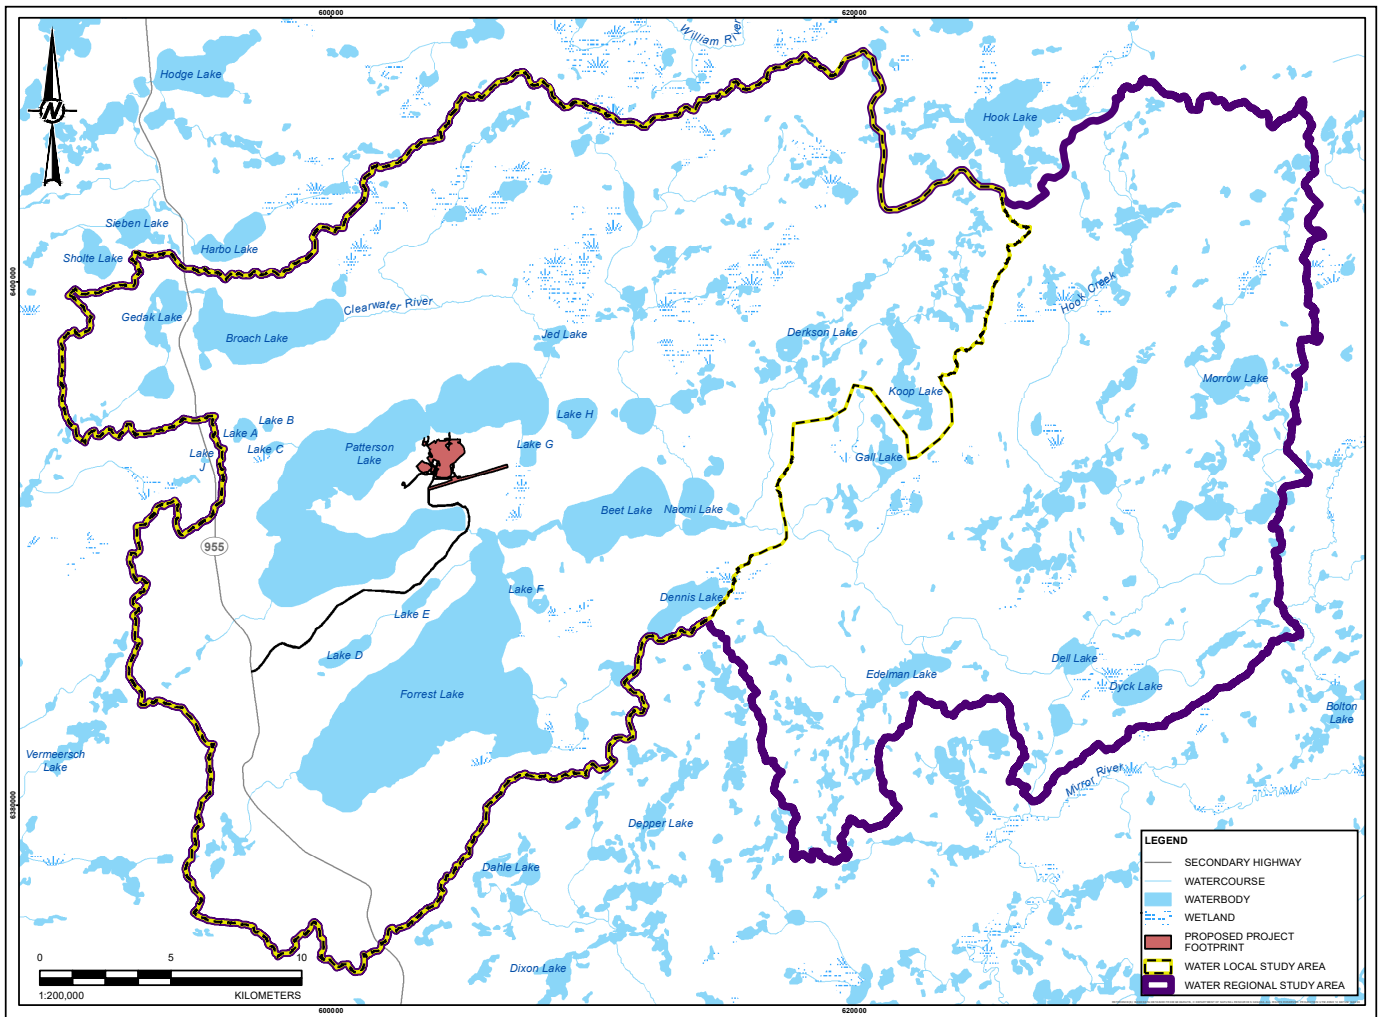 600000
620000
William River
Hodge Lake
N
Hook Lake
Sieben Lake
Harbo Lake
Sholte Lake
6400000
Hook Creek
Clearwater River
Gedak Lake
Broach Lake
Jed Lake
Derkson Lake
Morrow Lake
Koop Lake
Lake H
Lake B
Lake A
Lake G
Patterson
Lake
Lake C
Lake
J
Gall Lake
Beet Lake
Naomi Lake
955
Lake F
Dennis Lake
Lake E
Lake D
Dell Lake
Edelman Lake
Dyck Lake
Forrest Lake
Bolton
Lake
Vermeersch
Lake
Mirror River
6380000
Depper Lake
Dahle Lake
Dixon Lake
LEGEND
SECONDARY HIGHWAY
WATERCOURSE
WATERBODY
WETLAND
PROPOSED PROJECT
FOOTPRINT
WATER LOCAL STUDY AREA
WATER REGIONAL STUDY AREA
0 5 10
1:200,000 KILOMETERS
600000
620000